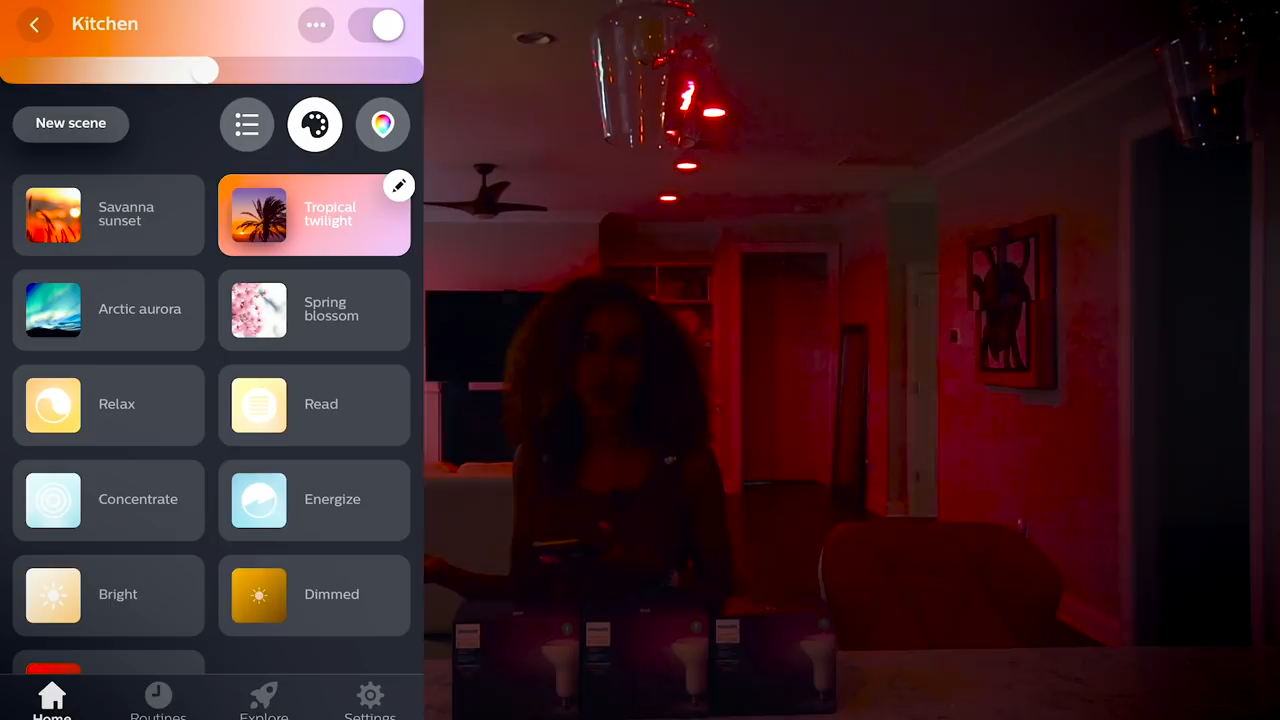 Kitchen
New scene
Savanna
sunset
Tropical
twilight
Arctic aurora
Spring
blossom
Relax
Read
Concentrate
Energize
Bright
Dimmed
Home
Routines
Explore
Settings